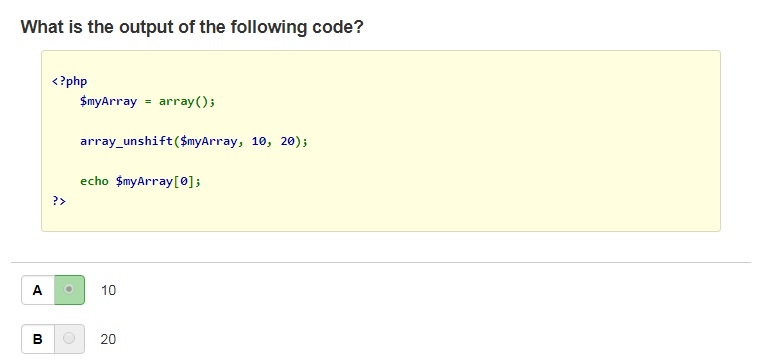 What is the output of the following code?
<?php
$myArray = array();
array_unshift($myArray, 10, 20);
echo $myArray[0];
?>
A 10
B 20